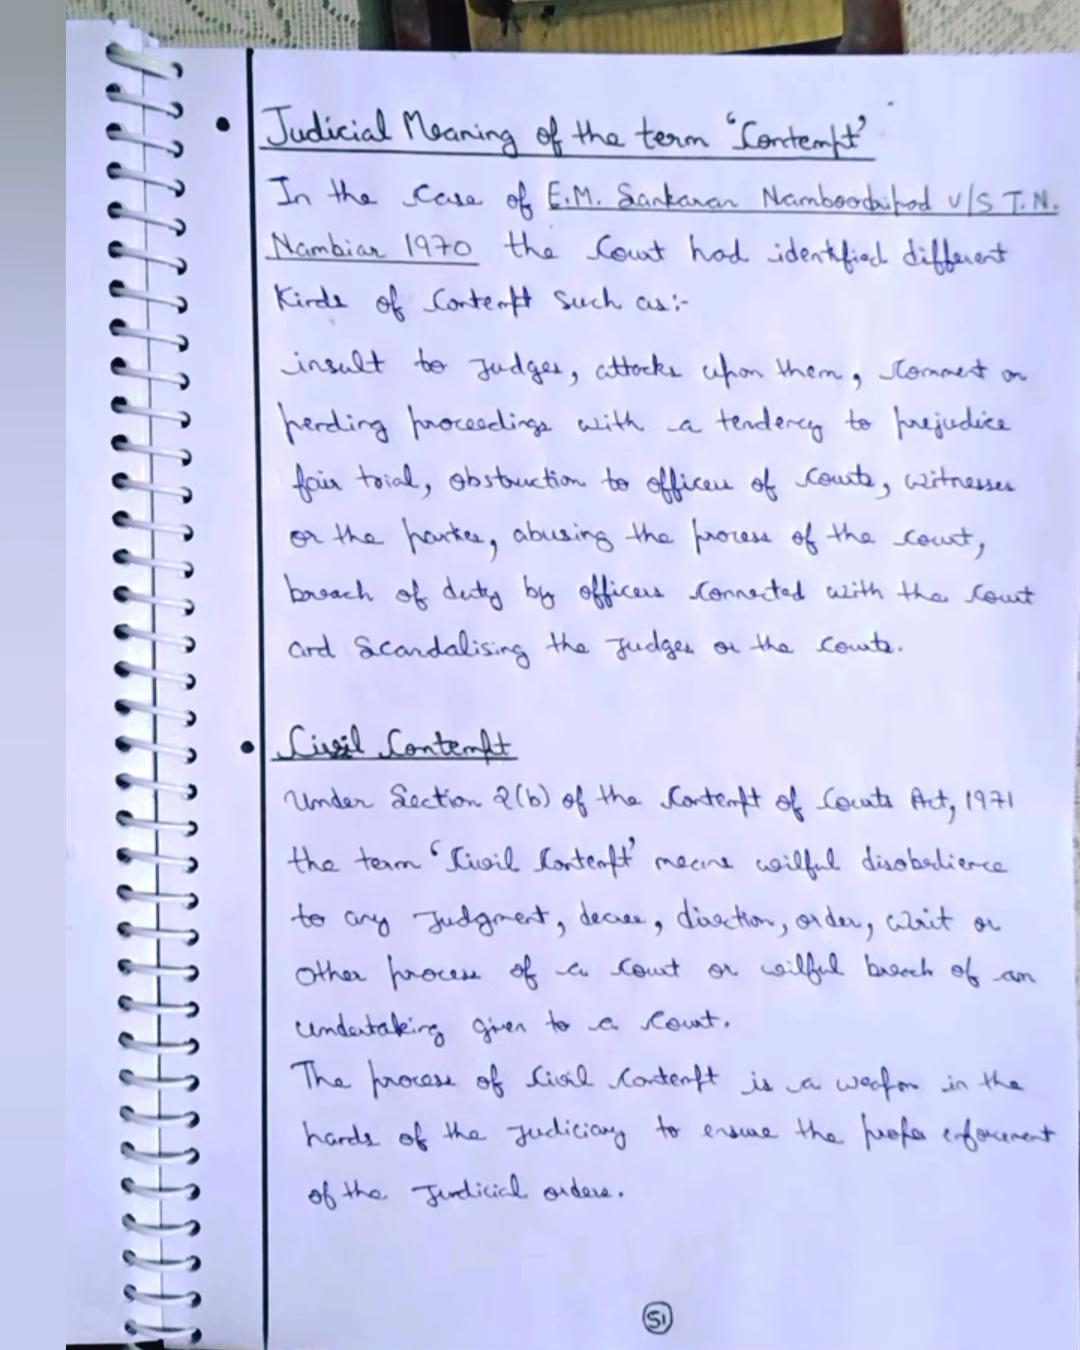 • Judicial Meaning of the term 'Contempt'
In the case of E.M. Sankaran Namboodripod v/s T.N.
Nambiar 1970 the Court had identified different
Kinds of Contempt such as:-
insult to Judges, attacks upon them, Comment on
pending proceedings with a tendency to prejudice
fair trial, obstruction to officers of Courts, witnesses
or the parties, abusing the process of the court,
breach of duty by officers connected with the Court
and Scandalising the Judges or the Courts.
• Civil Contempt
Under Section 2(b) of the Contempt of Courts Act, 1971
the term 'Civil Contempt' means wilful disobedience
to any Judgment, decree, direction, order, writ or
other process of a Court or wilful breach of an
undertaking given to a Court.
The process of Civil Contempt is a weapon in the
hands of the Judiciary to ensure the proper enforcement
of the Judicial orders.
51